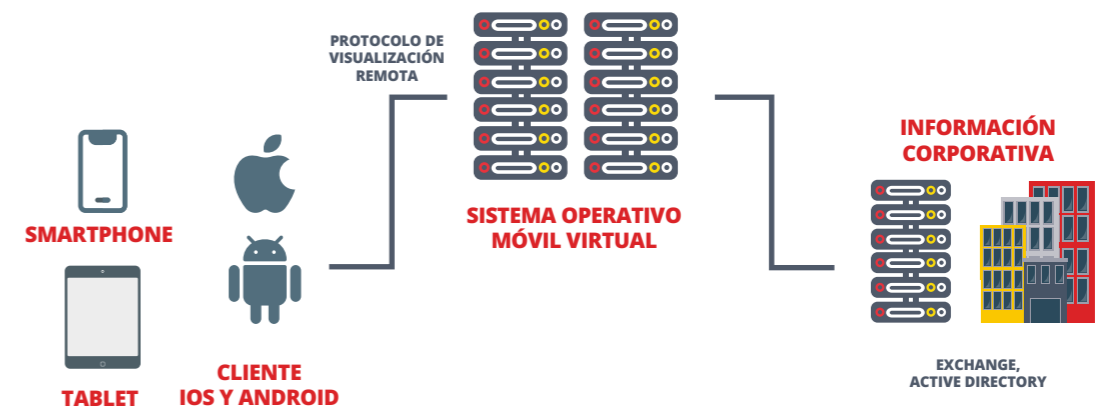 PROTOCOLO DE
VISUALIZACIÓN
REMOTA
SMARTPHONE
TABLET
CLIENTE
IOS Y ANDROID
SISTEMA OPERATIVO
MÓVIL VIRTUAL
INFORMACIÓN
CORPORATIVA
EXCHANGE,
ACTIVE DIRECTORY